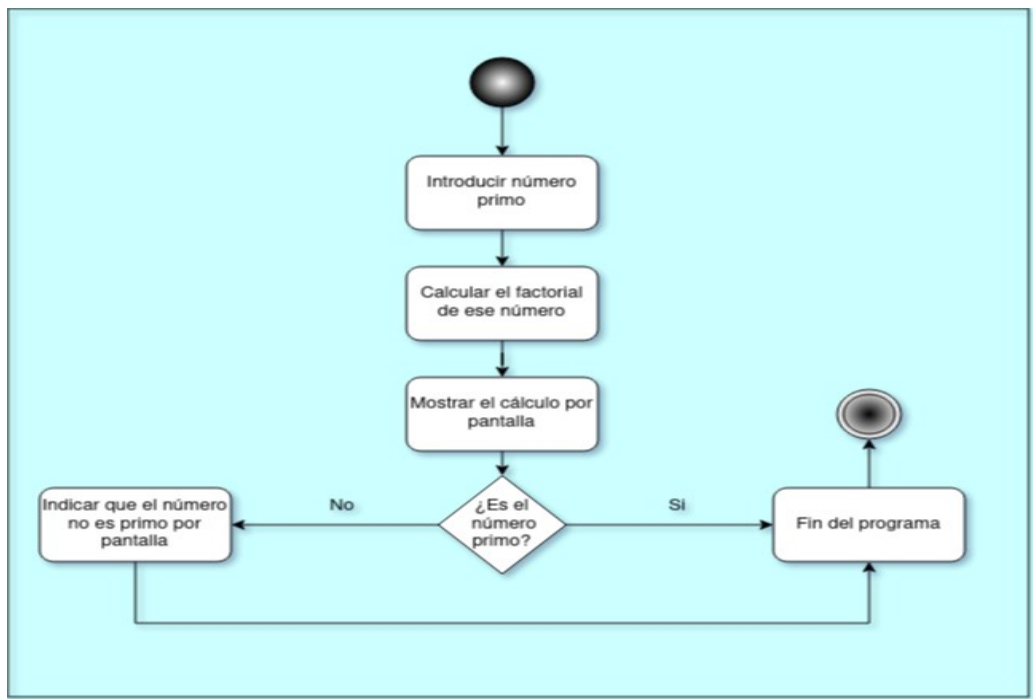 Introducir número
primo
Calcular el factorial
de ese número
Mostrar el cálculo por
pantalla
¿Es el
número
primo?
No
Si
Indicar que el número
no es primo por
pantalla
Fin del programa